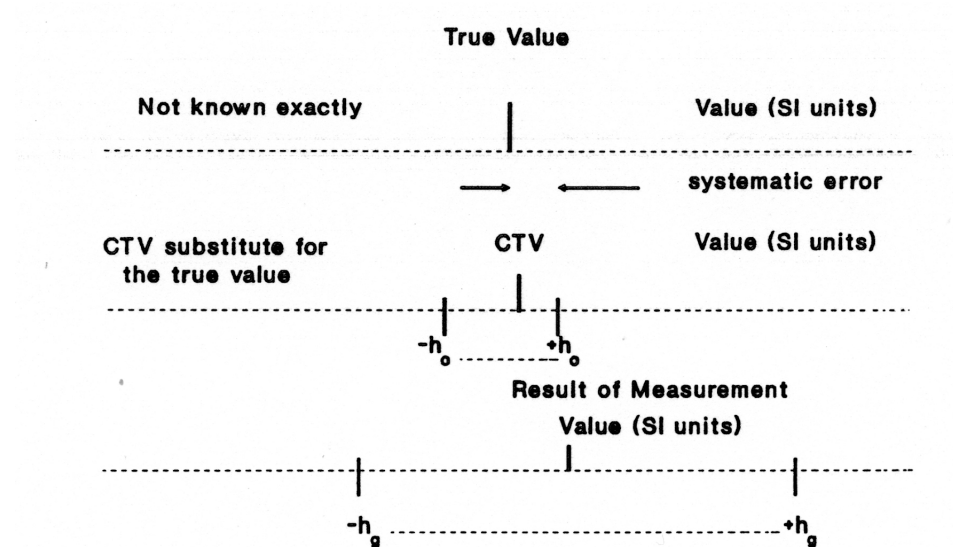 True Value
Not known exactly
Value (SI units)
systematic error
CTV substitute for
the true value
CTV
Value (SI units)
-ho
+ho
Result of Measurement
Value (SI units)
-hg
+hg